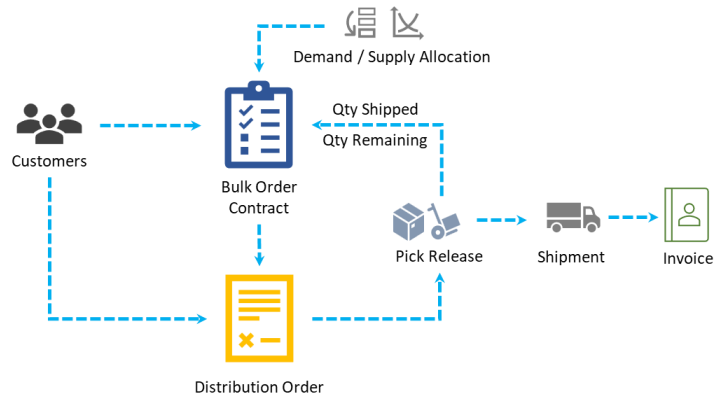 Demand / Supply Allocation
Qty Shipped
Qty Remaining
Customers
Bulk Order
Contract
Pick Release
Shipment
Invoice
Distribution Order